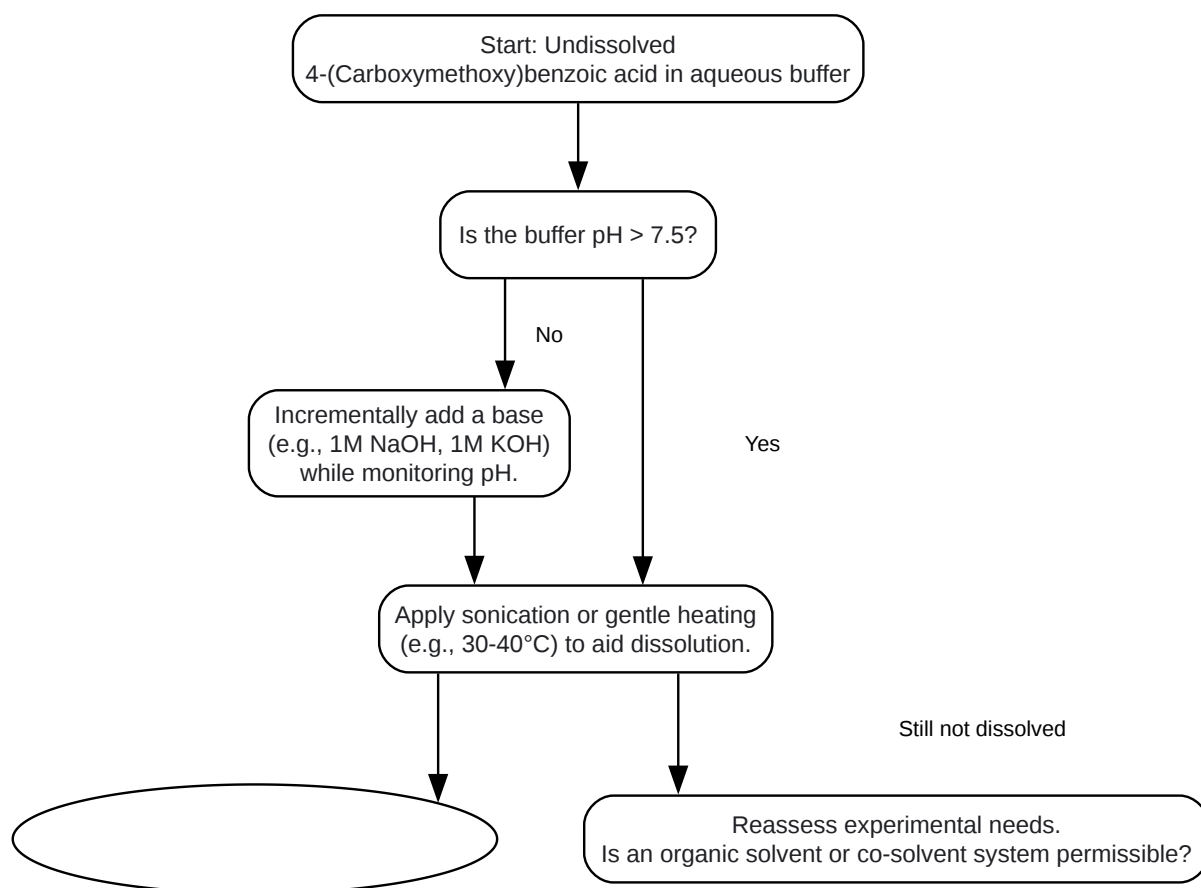 Start: Undissolved
4-(Carboxymethoxy)benzoic acid in aqueous buffer
Is the buffer pH > 7.5?
No
Incrementally add a base
(e.g., 1M NaOH, 1M KOH)
while monitoring pH.
Yes
Apply sonication or gentle heating
(e.g., 30-40°C) to aid dissolution.
Still not dissolved
Reassess experimental needs.
Is an organic solvent or co-solvent system permissible?